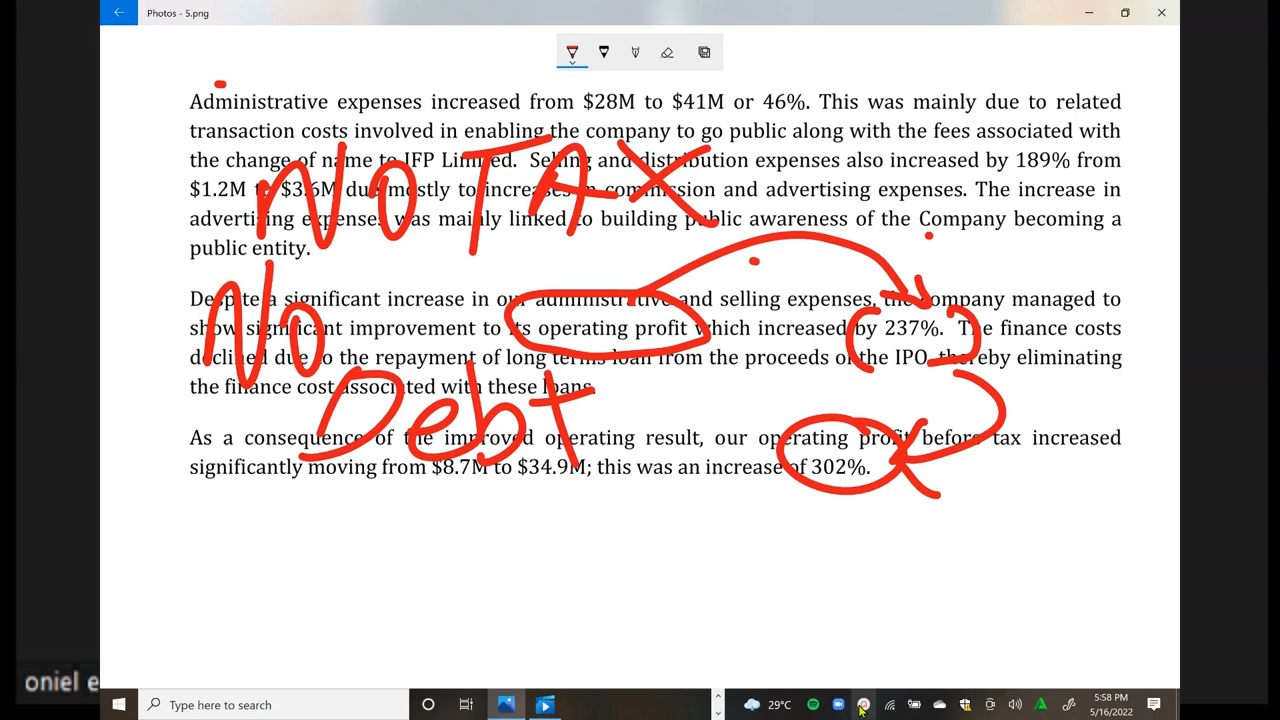 Photos - 5.png
Administrative expenses increased from $28M to $41M or 46%. This was mainly due to related
transaction costs involved in enabling the company to go public along with the fees associated with
the change of name to IFP Limited. Selling and distribution expenses also increased by 189% from
$1.2M to $3.6M due mostly to increases in commission and advertising expenses. The increase in
advertising expenses was mainly linked to building public awareness of the Company becoming a
public entity.
NO TAX
Despite a significant increase in our administrative and selling expenses, the company managed to
show significant improvement to its operating profit which increased by 237%. The finance costs
declined due to the repayment of long terms loan from the proceeds of the IPO, thereby eliminating
the finance cost associated with these loans.
No
Debt
As a consequence of the improved operating result, our operating profit before tax increased
significantly moving from $8.7M to $34.9M; this was an increase of 302%.
oniel e
Type here to search
29°C
5:58 PM
5/16/2022